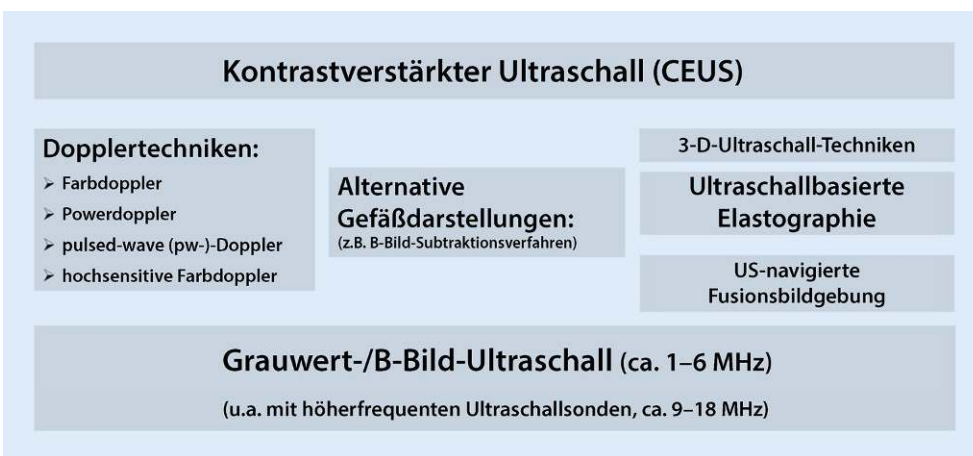 Kontrastverstärkter Ultraschall (CEUS)
Dopplertechniken:
➢ Farbdoppler
➢ Powerdoppler
➢ pulsed-wave (pw-)-Doppler
➢ hochsensitive Farbdoppler
Alternative
Gefäßdarstellungen:
(z.B. B-Bild-Subtraktionsverfahren)
3-D-Ultraschall-Techniken
Ultraschallbasierte
Elastographie
US-navigierte
Fusionsbildgebung
Grauwert-/B-Bild-Ultraschall (ca. 1–6 MHz)
(u.a. mit höherfrequenten Ultraschallsonden, ca. 9–18 MHz)